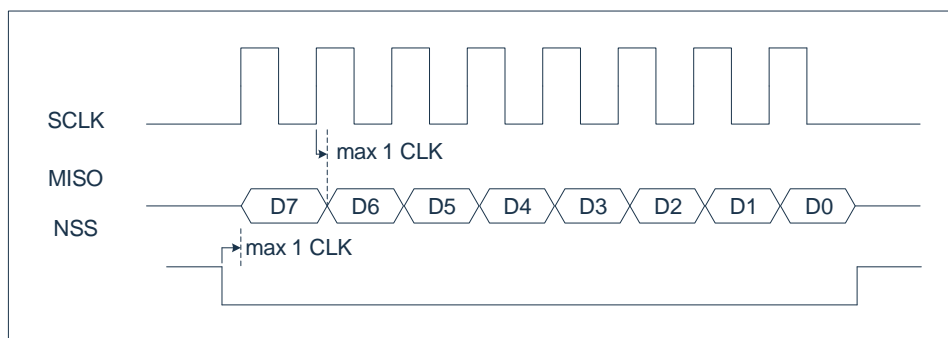 SCLK
max 1 CLK
MISO
D7 D6 D5 D4 D3 D2 D1 D0
NSS
max 1 CLK